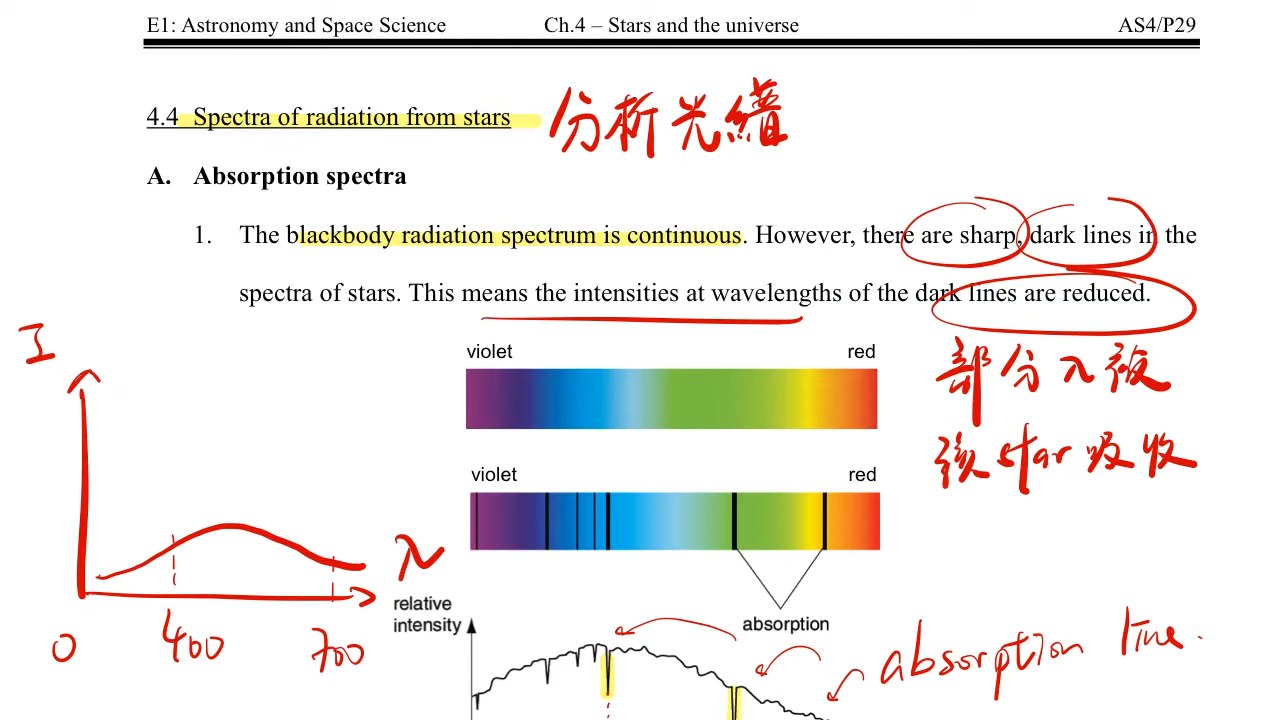 E1: Astronomy and Space Science Ch.4 – Stars and the universe AS4/P29
4.4 Spectra of radiation from stars 分析光譜
A. Absorption spectra
1. The blackbody radiation spectrum is continuous. However, there are sharp, dark lines in the
spectra of stars. This means the intensities at wavelengths of the dark lines are reduced.
I
violet red
部分λ被
該star吸收
violet red
λ
0 400 700
relative
intensity
absorption
absorption line.